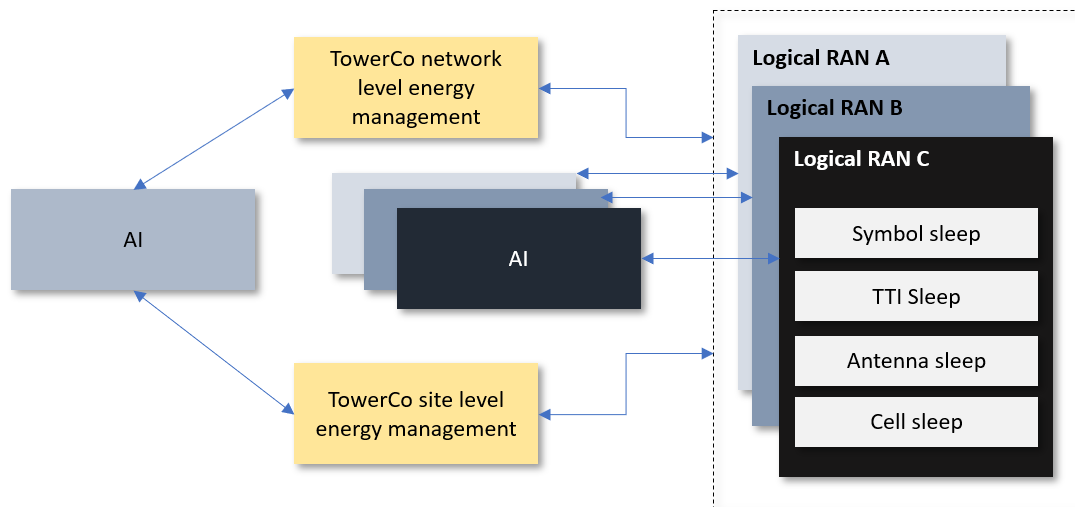 TowerCo network
level energy
management
Logical RAN A
Logical RAN B
Logical RAN C
AI
AI
Symbol sleep
TTI Sleep
Antenna sleep
Cell sleep
TowerCo site level
energy management